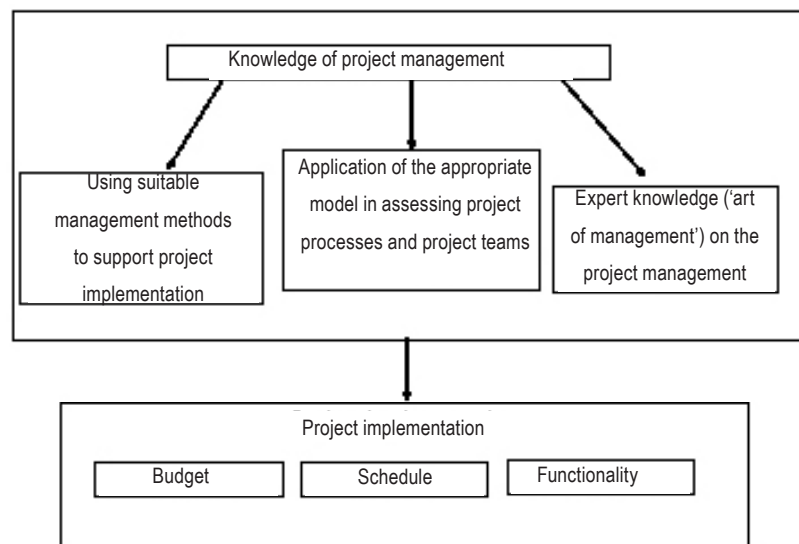 Knowledge of project management
Using suitable
management methods
to support project
implementation
Application of the appropriate
model in assessing project
processes and project teams
Expert knowledge (‘art
of management’) on the
project management
Project implementation
Budget
Schedule
Functionality